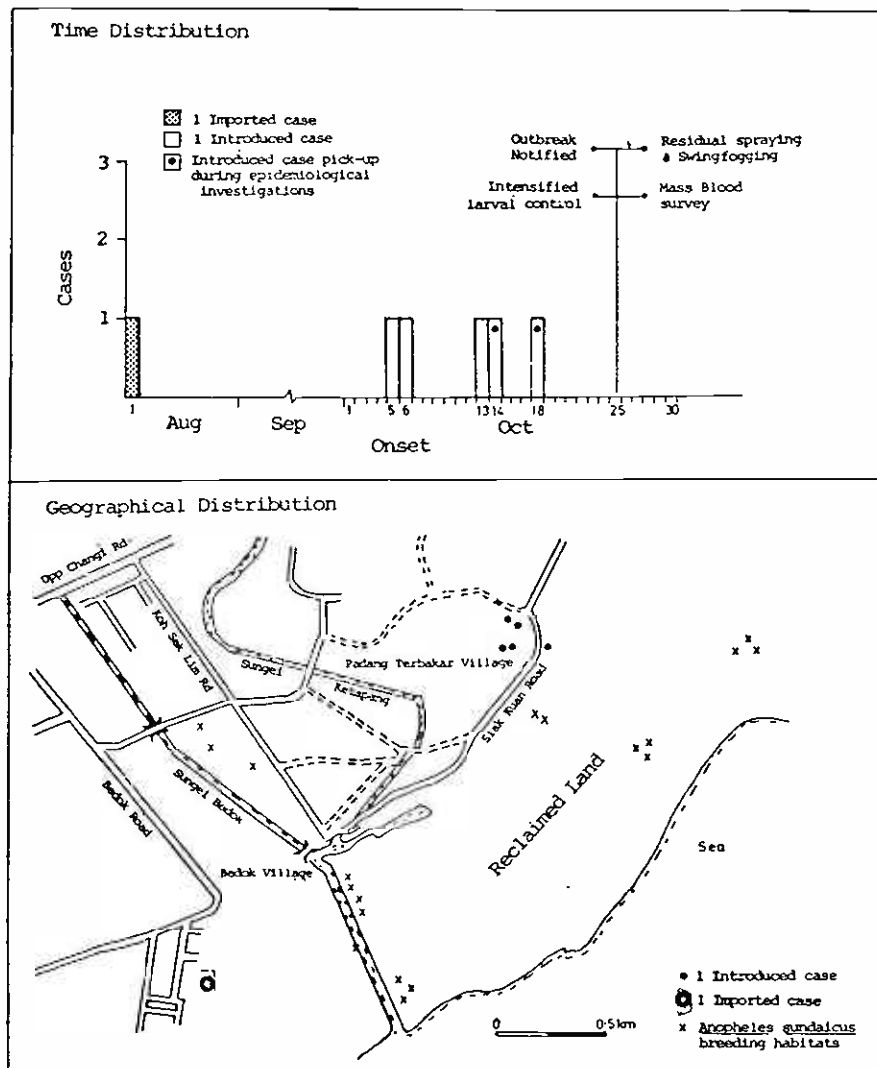 Time Distribution
1 Imported case
1 Introduced case
Introduced case pick-up
during epidemiological
investigations
Outbreak
Notified
Residual spraying
Swingfogging
Intensified
larval control
Mass Blood
survey
3
2
1
Cases
1
Aug
Sep
1
5 6
13 14
18
25
30
Oct
Onset
Geographical Distribution
Opp Changi Rd
Koh Sek Lim Rd
Sungei
Ketapang
Padang Terbakar Village
Siak Kuan Road
Sungei Bedok
Bedok Road
Bedok Village
Reclaimed Land
Sea
1 Introduced case
1 Imported case
x Anopheles sundaicus
breeding habitats
0
0.5km